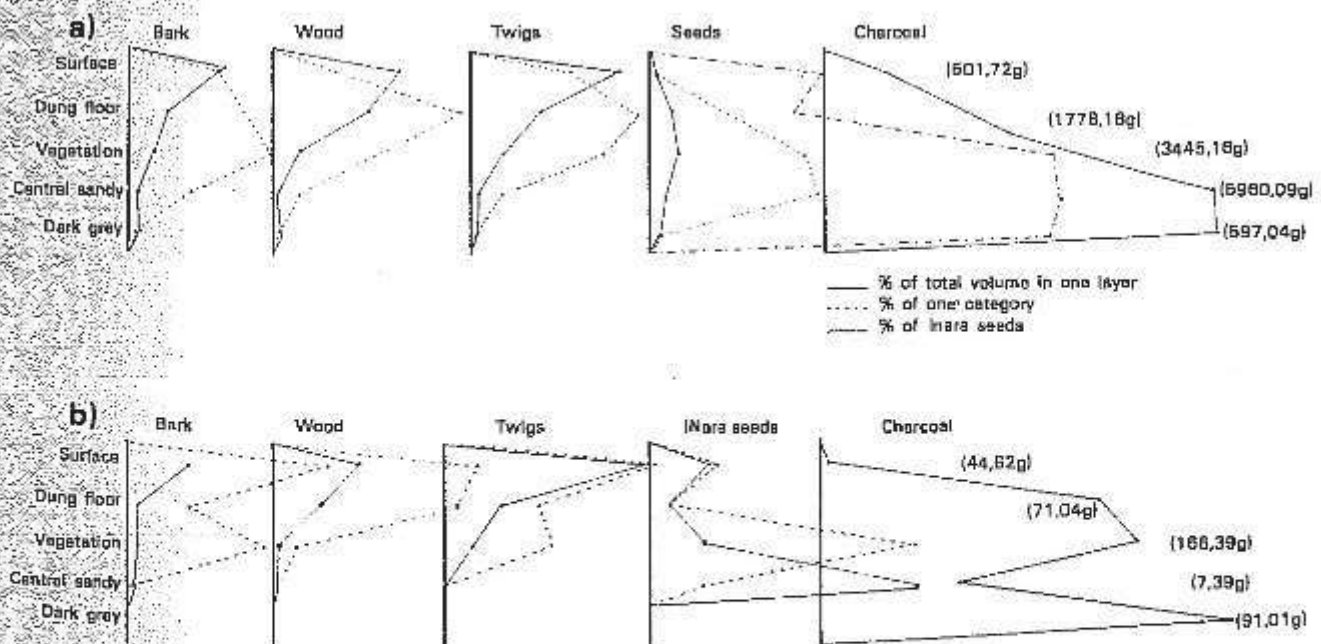 a)
Bark Wood Twigs Seeds Charcoal
Surface
(501,72g)
Dung floor
(1778,18g)
Vegetation
(3445,16g)
Central sandy
(5980,09g)
Dark grey
(597,04g)
% of total volume in one layer
% of one category
% of !nara seeds
b)
Bark Wood Twigs !Nara seeds Charcoal
Surface
(44,62g)
Dung floor
(71,04g)
Vegetation
(166,39g)
Central sandy
(7,39g)
Dark grey
(91,01g)